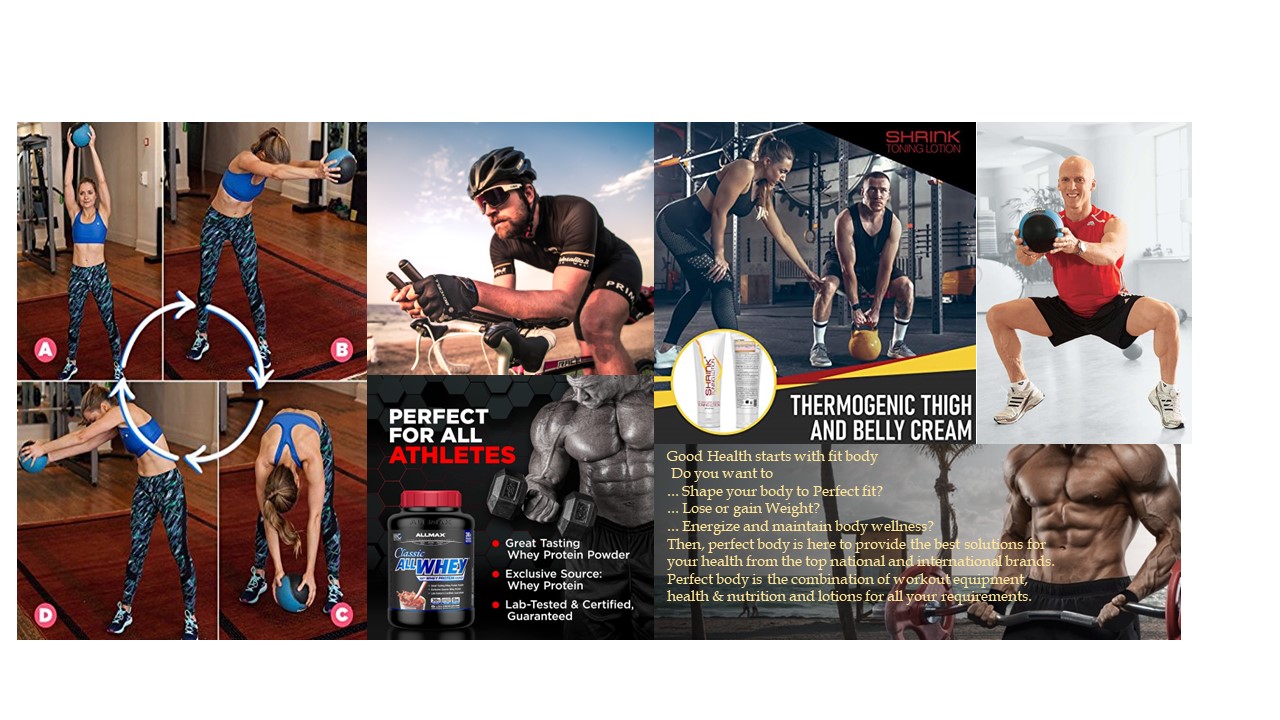 A
B
D
C
PRIM
SHRINK
TONING LOTION
SHRINK
THERMOGENIC THIGH
AND BELLY CREAM
PERFECT
FOR ALL
ATHLETES
ALLMAX
Classic
ALLWHEY
Great Tasting
Whey Protein Powder
Exclusive Source:
Whey Protein
Lab-Tested & Certified,
Guaranteed
Good Health starts with fit body
Do you want to
... Shape your body to Perfect fit?
... Lose or gain Weight?
... Energize and maintain body wellness?
Then, perfect body is here to provide the best solutions for
your health from the top national and international brands.
Perfect body is the combination of workout equipment,
health & nutrition and lotions for all your requirements.